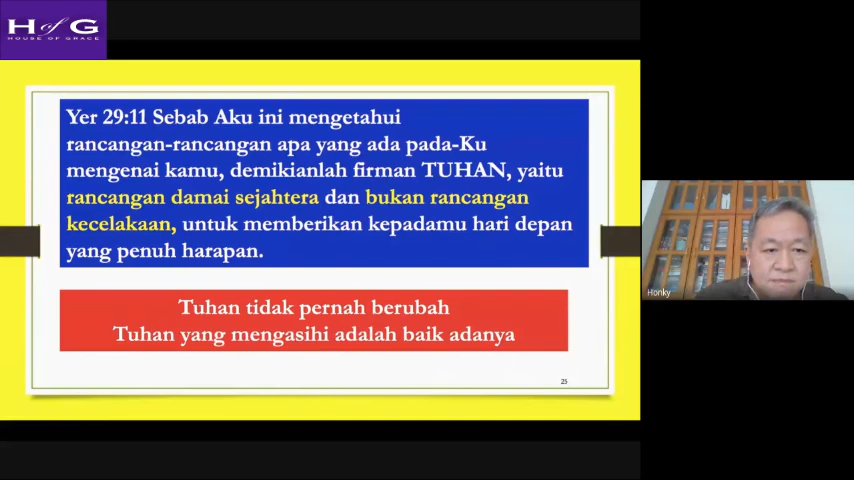 H of G
HOUSE OF GRACE
Yer 29:11 Sebab Aku ini mengetahui
rancangan-rancangan apa yang ada pada-Ku
mengenai kamu, demikianlah firman TUHAN, yaitu
rancangan damai sejahtera dan bukan rancangan
kecelakaan, untuk memberikan kepadamu hari depan
yang penuh harapan.
Tuhan tidak pernah berubah
Tuhan yang mengasihi adalah baik adanya
25
Honky